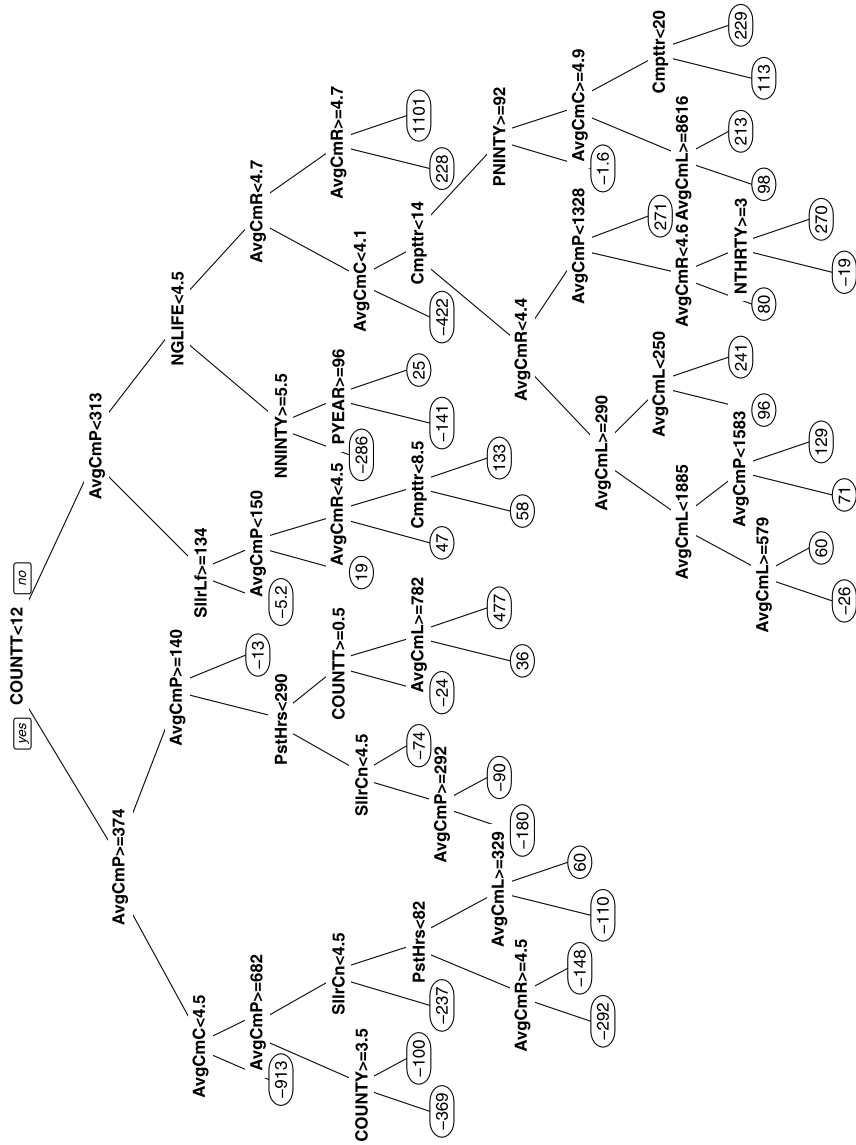 COUNTT<12
yes
no
AvgCmP>=374
AvgCmP<313
AvgCmC<4.5
AvgCmP>=140
SllrLf>=134
NGLIFE<4.5
−913
AvgCmP>=682
PstHrs<290
−13
−5.2
AvgCmP<150
NNINTY>=5.5
AvgCmR<4.7
COUNTY>=3.5
SllrCn<4.5
SllrCn<4.5
COUNTT>=0.5
19
AvgCmR<4.5
−286
PYEAR>=96
AvgCmC<4.1
AvgCmR>=4.7
−369
−100
−237
PstHrs<82
AvgCmP>=292
−74
−24
AvgCmL>=782
47
Cmpttr<8.5
−141
25
−422
Cmpttr<14
228
1101
AvgCmR>=4.5
AvgCmL>=329
−180
−90
36
477
58
133
AvgCmR<4.4
PNINTY>=92
−292
−148
−110
60
AvgCmL>=290
AvgCmP<1328
−1.6
AvgCmC>=4.9
AvgCmL<1885
AvgCmL<250
AvgCmR<4.6
271
AvgCmL>=8616
Cmpttr<20
AvgCmL>=579
AvgCmP<1583
96
241
80
NTHRTY>=3
98
213
113
229
−26
60
71
129
−19
270